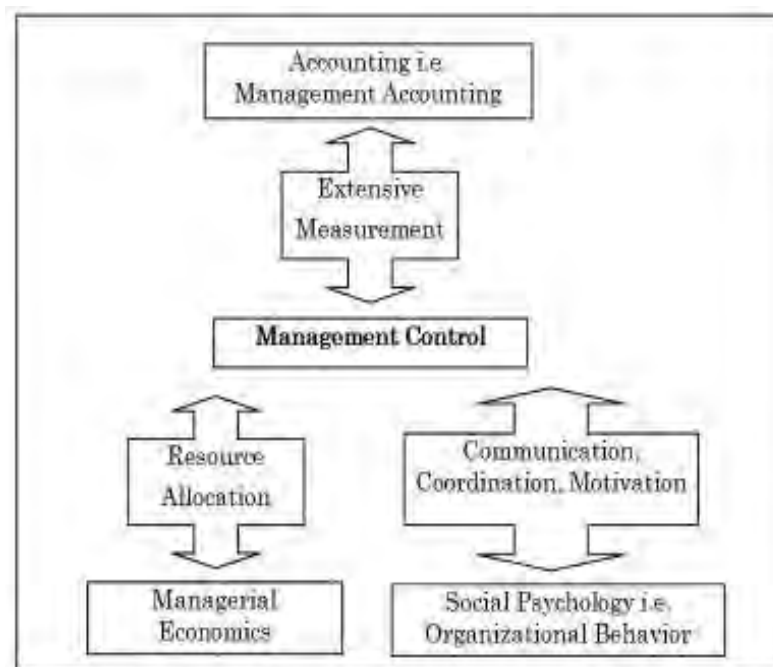 Accounting i.e.
Management Accounting
Extensive
Measurement
Management Control
Resource
Allocation
Communication,
Coordination, Motivation
Managerial
Economics
Social Psychology i.e.
Organizational Behavior